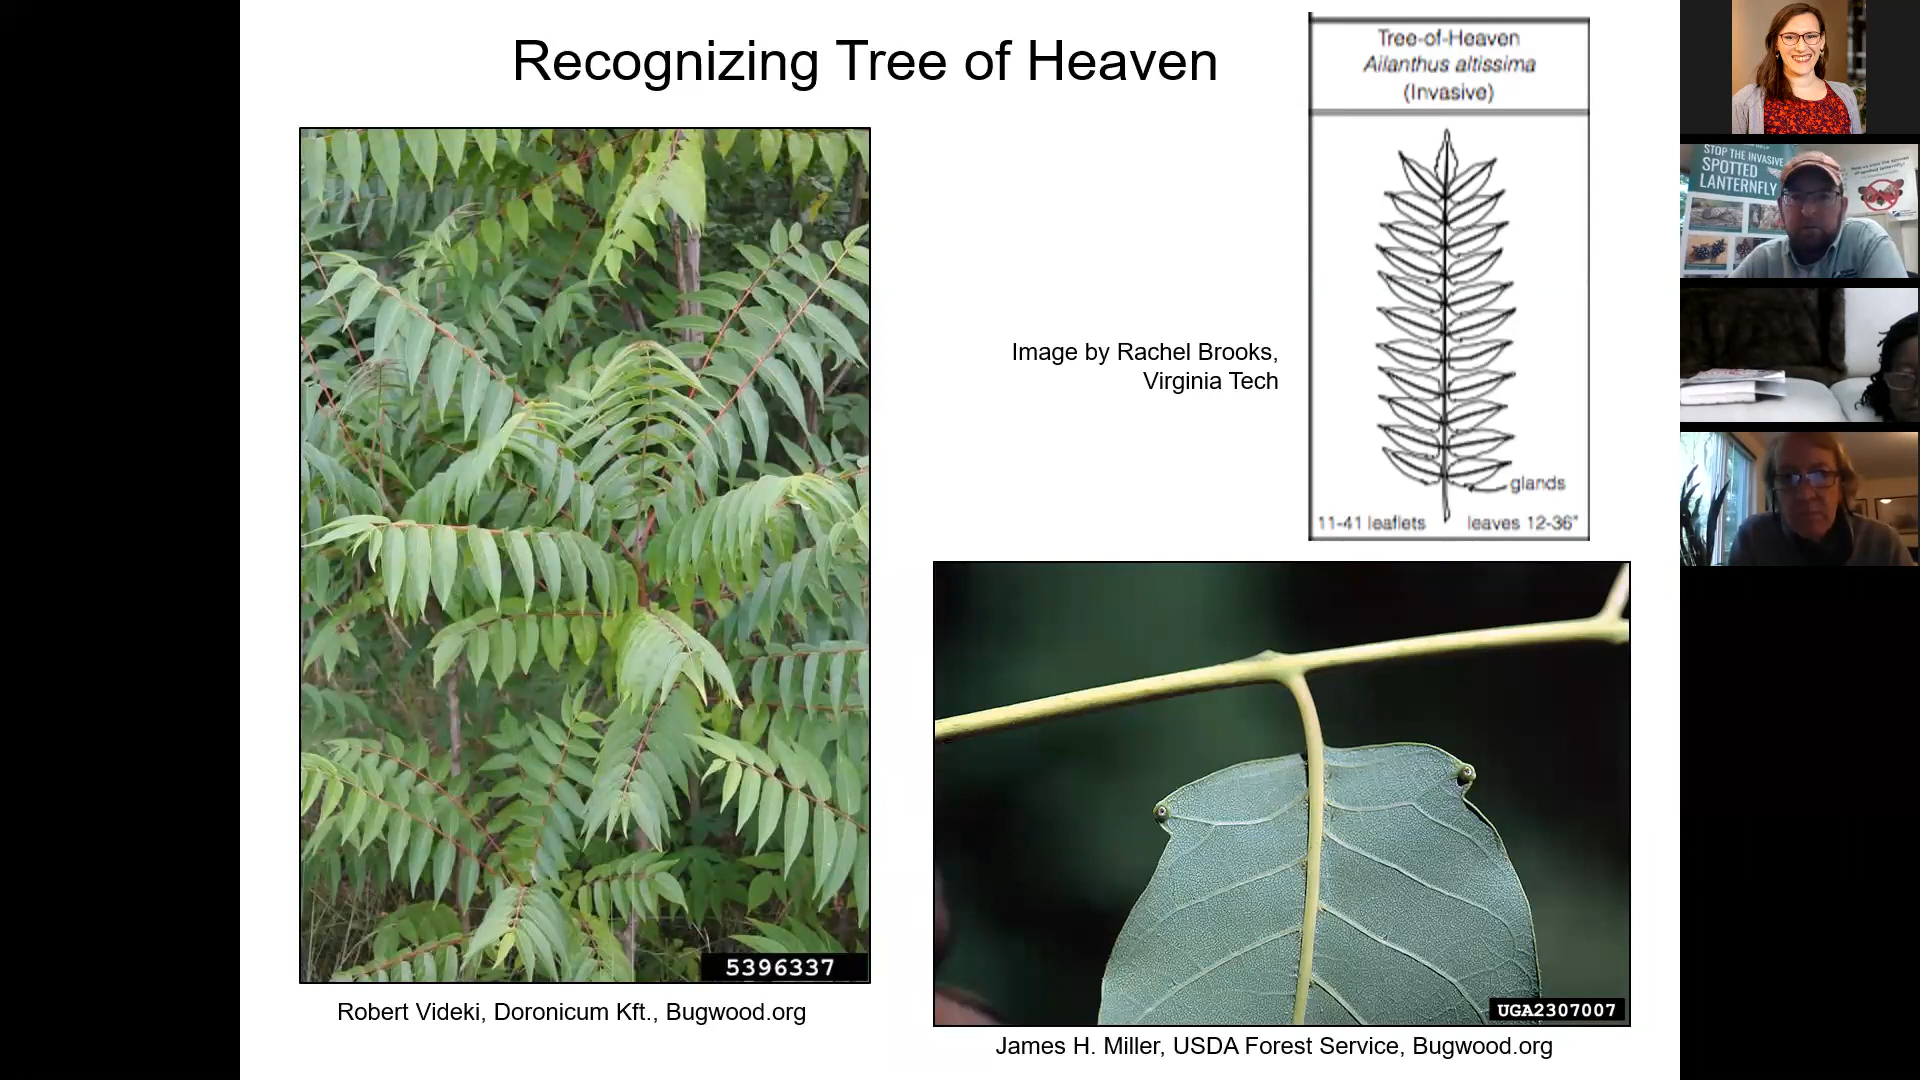 Recognizing Tree of Heaven
Tree-of-Heaven
Ailanthus altissima
(Invasive)
Image by Rachel Brooks,
Virginia Tech
glands
11-41 leaflets
leaves 12-36"
5396337
Robert Videki, Doronicum Kft., Bugwood.org
UGA2307007
James H. Miller, USDA Forest Service, Bugwood.org
STOP THE INVASIVE
SPOTTED
LANTERNFLY